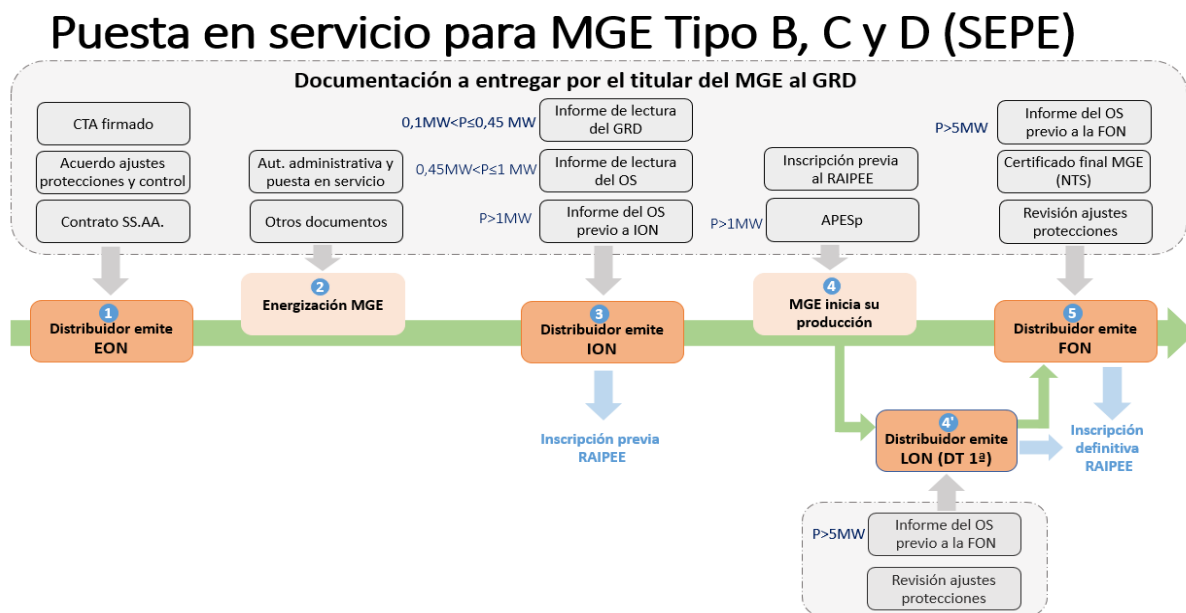 Puesta en servicio para MGE Tipo B, C y D (SEPE)
Documentación a entregar por el titular del MGE al GRD
CTA firmado
Acuerdo ajustes
protecciones y control
Contrato SS.AA.
Aut. administrativa y
puesta en servicio
Otros documentos
0,1MW<P≤0,45 MW
Informe de lectura
del GRD
0,45MW<P≤1 MW
Informe de lectura
del OS
P>1MW
Informe del OS
previo a ION
Inscripción previa
al RAIPEE
P>1MW
APESp
P>5MW
Informe del OS
previo a la FON
Certificado final MGE
(NTS)
Revisión ajustes
protecciones
1
Distribuidor emite
EON
2
Energización MGE
3
Distribuidor emite
ION
4
MGE inicia su
producción
5
Distribuidor emite
FON
Inscripción previa
RAIPEE
4'
Distribuidor emite
LON (DT 1ª)
Inscripción
definitiva
RAIPEE
P>5MW
Informe del OS
previo a la FON
Revisión ajustes
protecciones